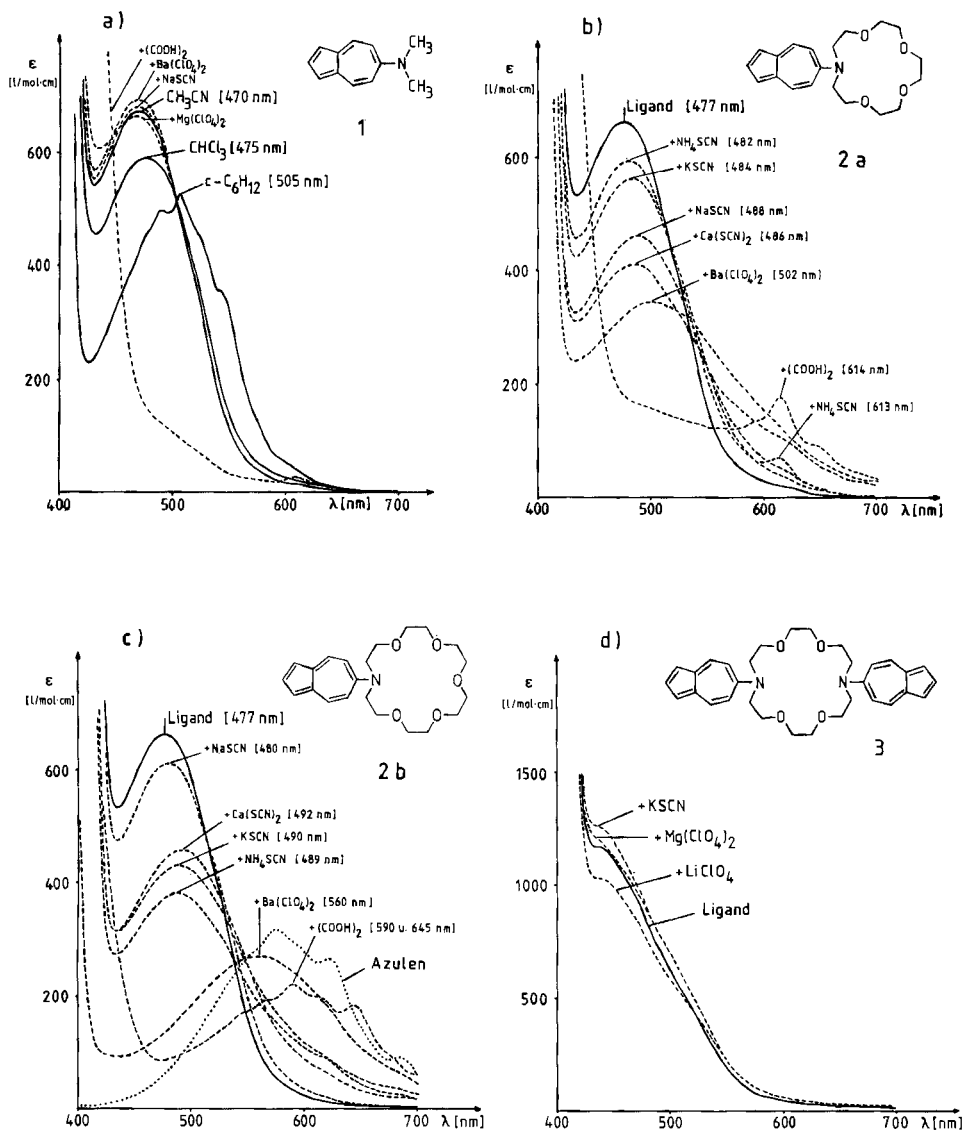 a)
ε
[l/mol·cm]
+(COOH)2
+Ba(ClO4)2
+NaSCN
CH3CN [470 nm]
+Mg(ClO4)2
CHCl3 [475 nm]
c-C6H12 [505 nm]
CH3
N
CH3
1
600
400
200
400
500
600
700
λ[nm]
b)
ε
[l/mol·cm]
N
O
O
O
O
2a
Ligand [477 nm]
+NH4SCN [482 nm]
+KSCN [484 nm]
+NaSCN [488 nm]
+Ca(SCN)2 [486 nm]
+Ba(ClO4)2 [502 nm]
+(COOH)2 [614 nm]
+NH4SCN [613 nm]
600
400
200
400
500
600
700
λ[nm]
c)
ε
[l/mol·cm]
N
O
O
O
O
O
2b
Ligand [477 nm]
+NaSCN [480 nm]
+Ca(SCN)2 [492 nm]
+KSCN [490 nm]
+NH4SCN [489 nm]
+Ba(ClO4)2 [560 nm]
+(COOH)2 [590 u. 645 nm]
Azulen
600
400
200
400
500
600
700
λ[nm]
d)
ε
[l/mol·cm]
N
O
O
N
O
O
3
+KSCN
+Mg(ClO4)2
+LiClO4
Ligand
1500
1000
500
400
500
600
700
λ[nm]